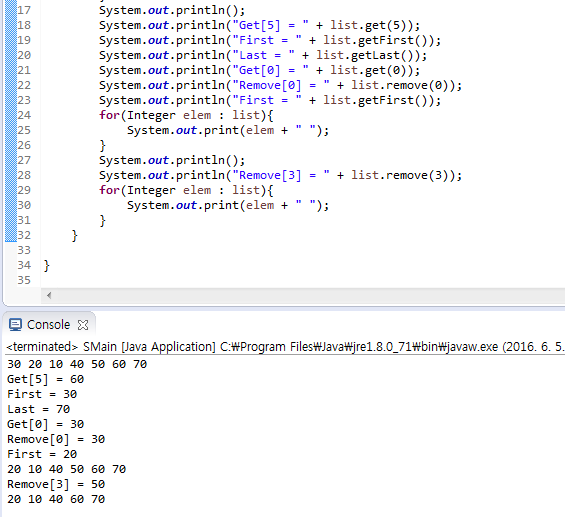 17 System.out.println();
18 System.out.println("Get[5] = " + list.get(5));
19 System.out.println("First = " + list.getFirst());
20 System.out.println("Last = " + list.getLast());
21 System.out.println("Get[0] = " + list.get(0));
22 System.out.println("Remove[0] = " + list.remove(0));
23 System.out.println("First = " + list.getFirst());
24 for(Integer elem : list){
25 System.out.print(elem + " ");
26 }
27 System.out.println();
28 System.out.println("Remove[3] = " + list.remove(3));
29 for(Integer elem : list){
30 System.out.print(elem + " ");
31 }
32 }
33
34 }
35
Console
<terminated> SMain [Java Application] C:₩Program Files₩Java₩jre1.8.0_71₩bin₩javaw.exe (2016. 6. 5.
30 20 10 40 50 60 70
Get[5] = 60
First = 30
Last = 70
Get[0] = 30
Remove[0] = 30
First = 20
20 10 40 50 60 70
Remove[3] = 50
20 10 40 60 70